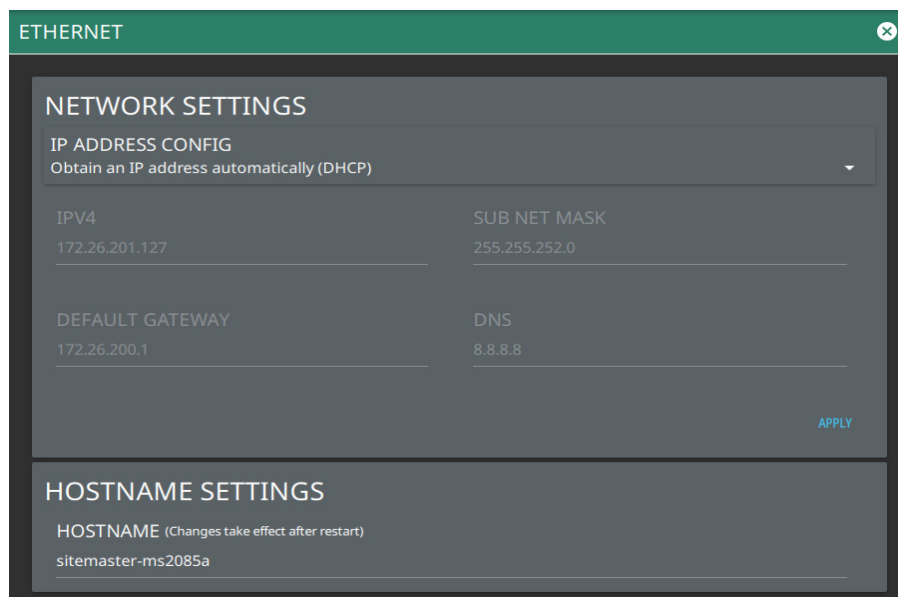 ETHERNET
NETWORK SETTINGS
IP ADDRESS CONFIG
Obtain an IP address automatically (DHCP)
IPV4
SUB NET MASK
172.26.201.127
255.255.252.0
DEFAULT GATEWAY
DNS
172.26.200.1
8.8.8.8
APPLY
HOSTNAME SETTINGS
HOSTNAME (Changes take effect after restart)
sitemaster-ms2085a